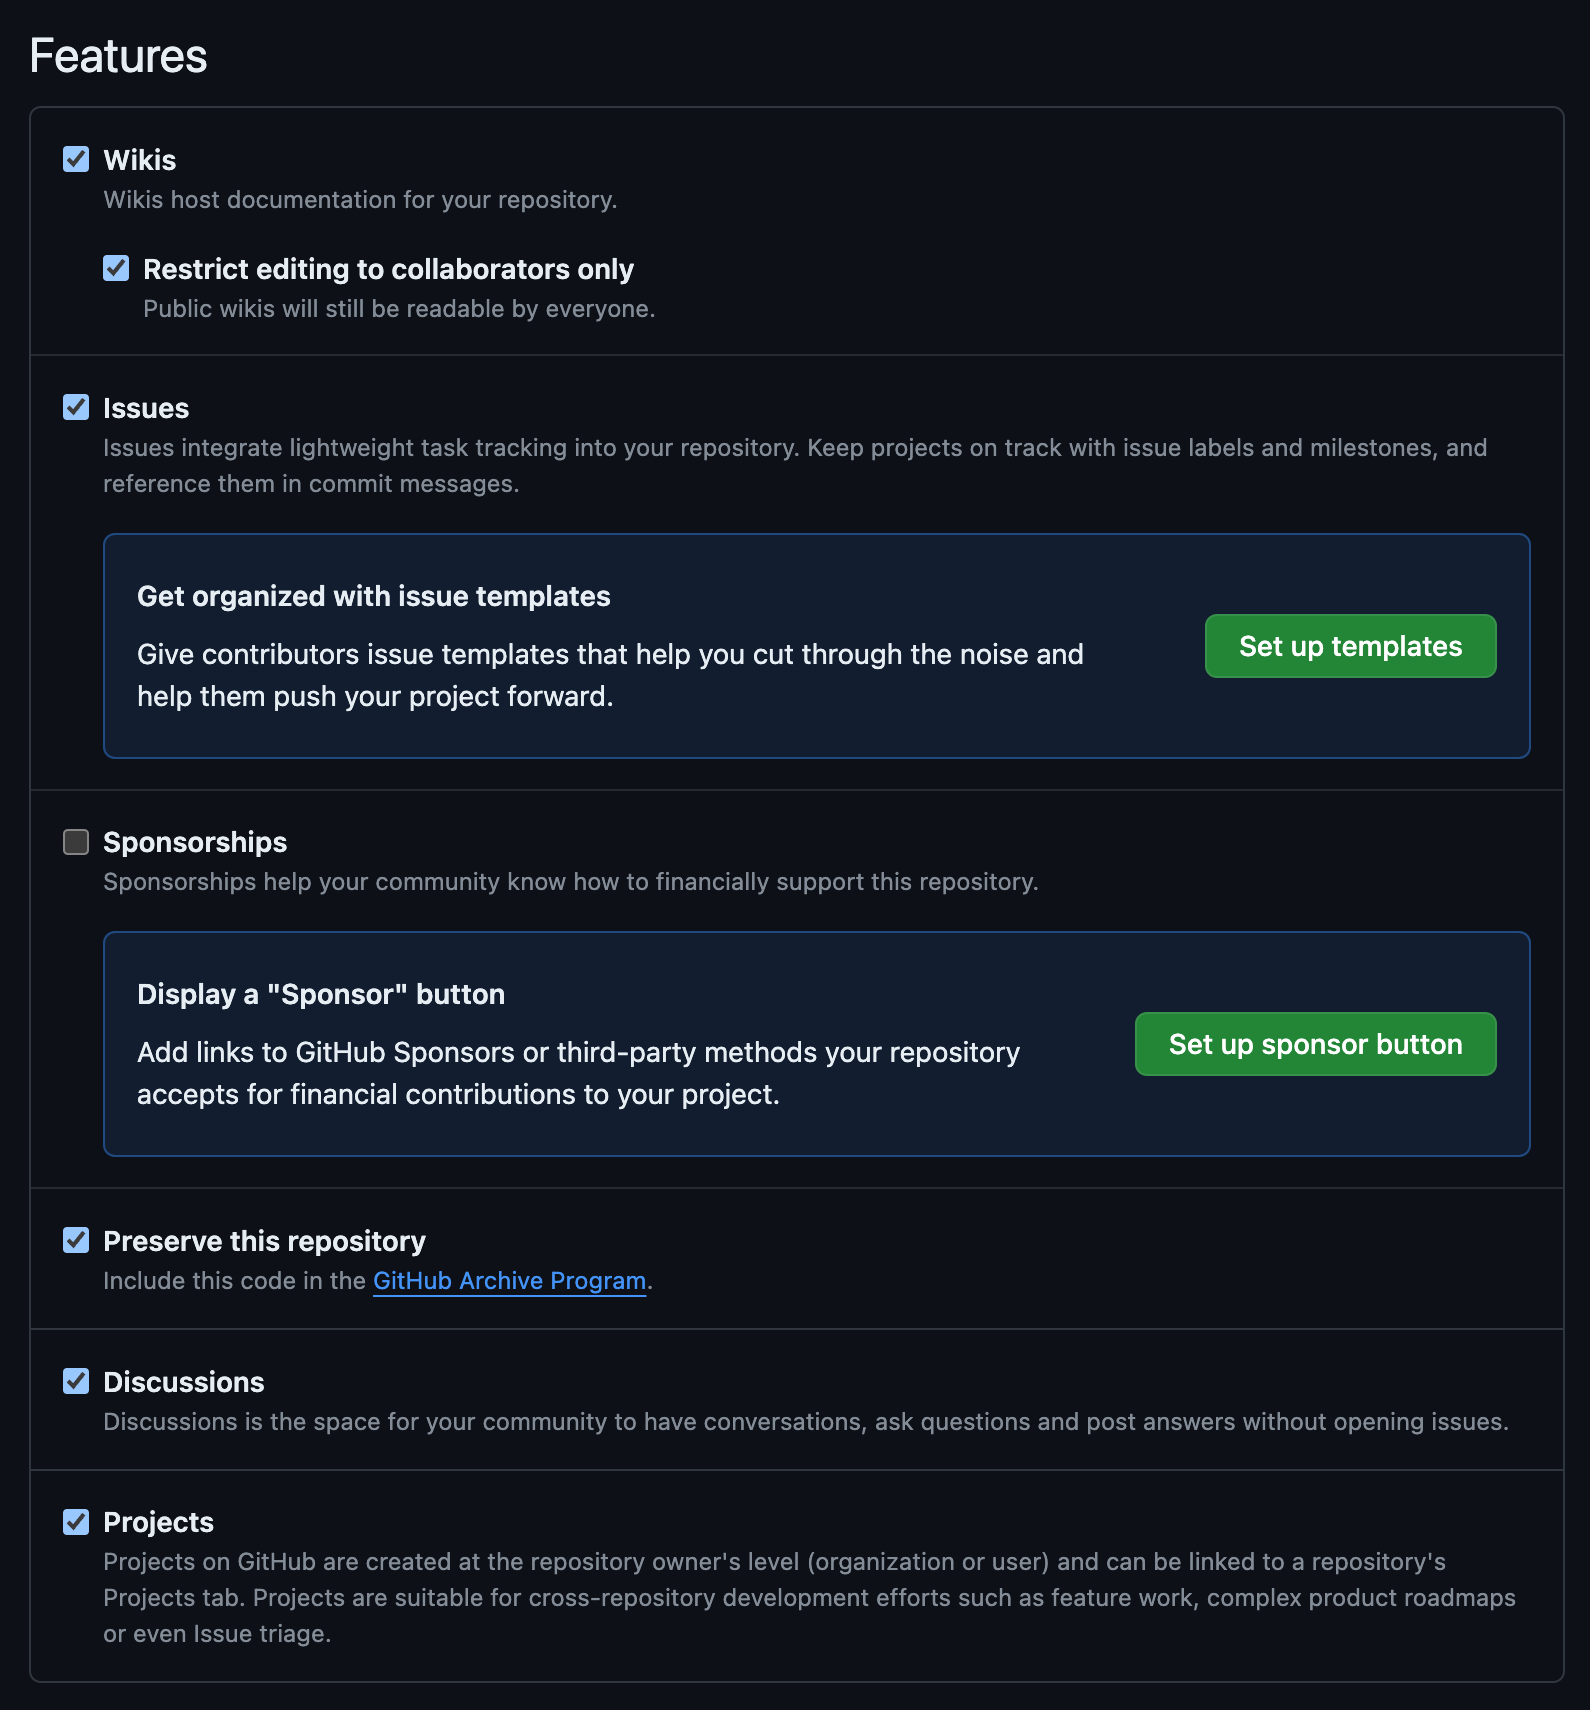 Features
Wikis
Wikis host documentation for your repository.
Restrict editing to collaborators only
Public wikis will still be readable by everyone.
Issues
Issues integrate lightweight task tracking into your repository. Keep projects on track with issue labels and milestones, and
reference them in commit messages.
Get organized with issue templates
Give contributors issue templates that help you cut through the noise and
help them push your project forward.
Set up templates
Sponsorships
Sponsorships help your community know how to financially support this repository.
Display a "Sponsor" button
Add links to GitHub Sponsors or third-party methods your repository
accepts for financial contributions to your project.
Set up sponsor button
Preserve this repository
Include this code in the GitHub Archive Program.
Discussions
Discussions is the space for your community to have conversations, ask questions and post answers without opening issues.
Projects
Projects on GitHub are created at the repository owner's level (organization or user) and can be linked to a repository's
Projects tab. Projects are suitable for cross-repository development efforts such as feature work, complex product roadmaps
or even Issue triage.